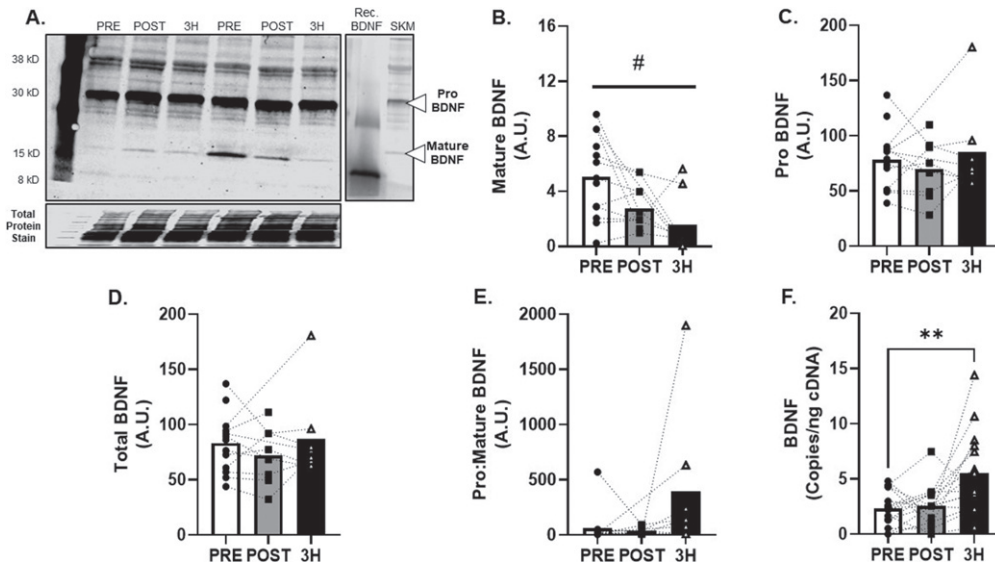 A.
PRE POST 3H PRE POST 3H
Rec.
BDNF SKM
38 kD
30 kD
15 kD
8 kD
Pro
BDNF
Mature
BDNF
Total
Protein
Stain
B.
Mature BDNF
(A.U.)
16
12
8
4
0
#
PRE POST 3H
C.
Pro BDNF
(A.U.)
200
150
100
50
0
PRE POST 3H
D.
Total BDNF
(A.U.)
200
150
100
50
0
PRE POST 3H
E.
Pro:Mature BDNF
(A.U.)
2000
1500
1000
500
0
PRE POST 3H
F.
BDNF
(Copies/ng cDNA)
20
15
10
5
0
**
PRE POST 3H